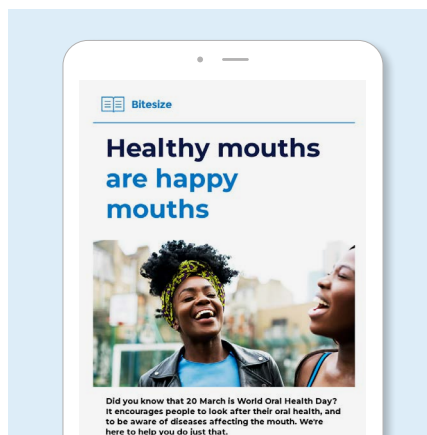 Bitesize
Healthy mouths
are happy
mouths
Did you know that 20 March is World Oral Health Day?
It encourages people to look after their oral health, and
to be aware of diseases affecting the mouth. We're
here to help you do just that.